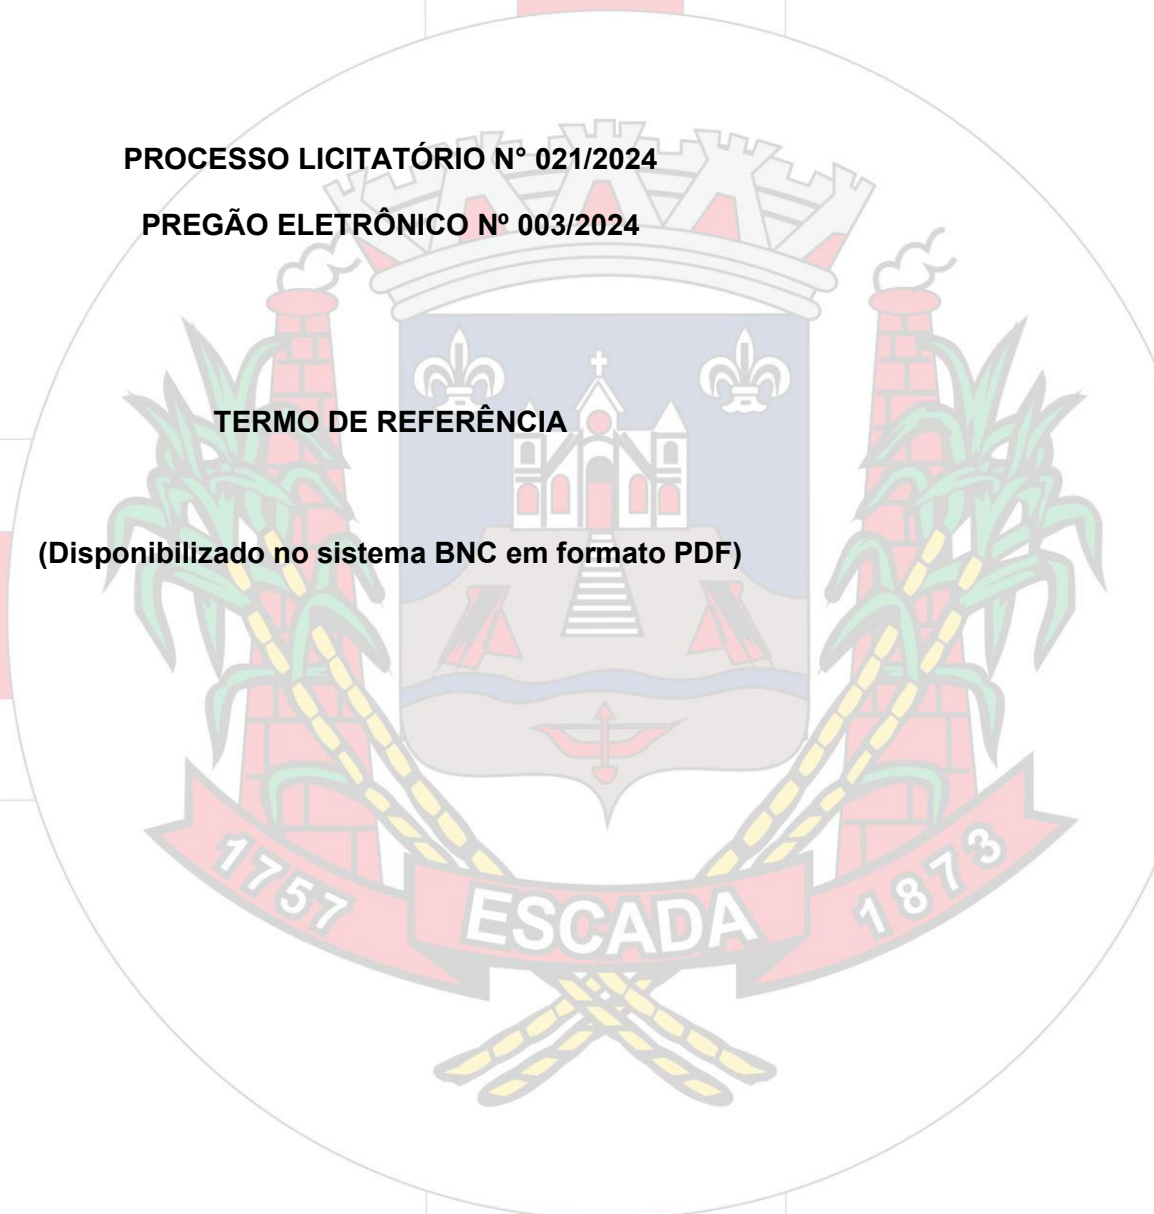 PROCESSO LICITATÓRIO N° 021/2024
PREGÃO ELETRÔNICO Nº 003/2024
TERMO DE REFERÊNCIA
(Disponibilizado no sistema BNC em formato PDF)
1757 ESCADA 1873